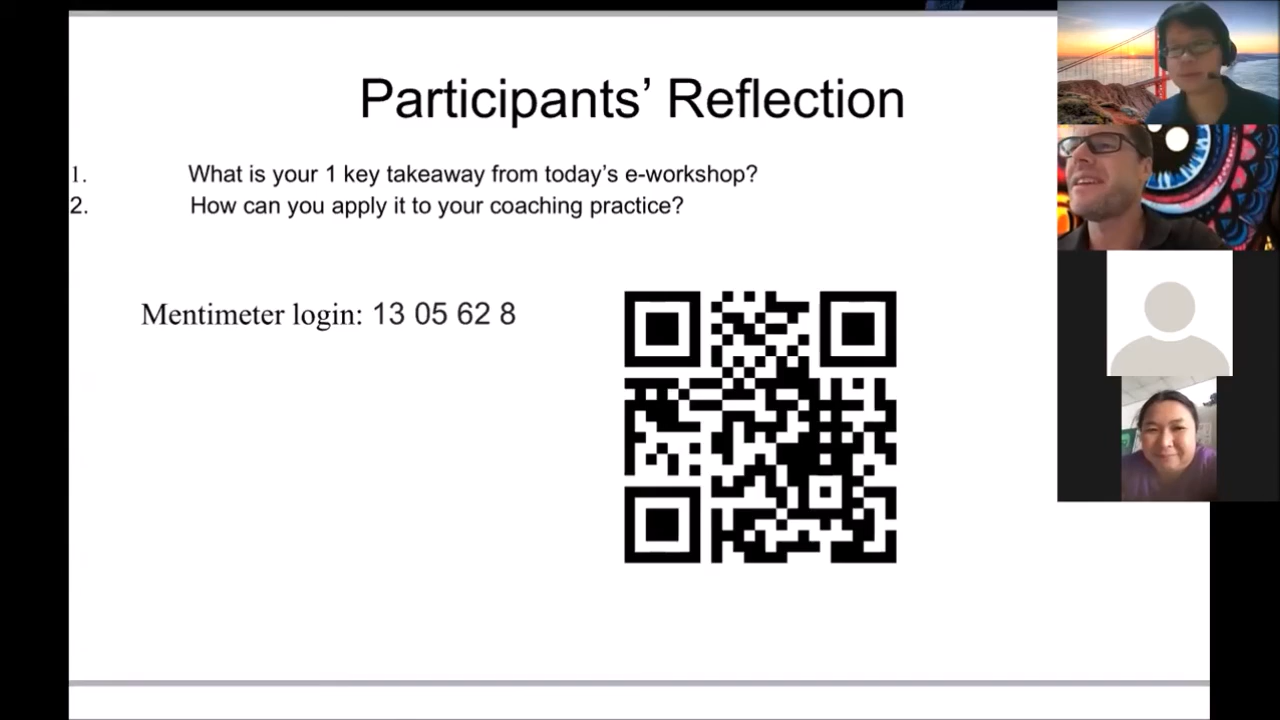 Participants’ Reflection
1. What is your 1 key takeaway from today’s e-workshop?
2. How can you apply it to your coaching practice?
Mentimeter login: 13 05 62 8